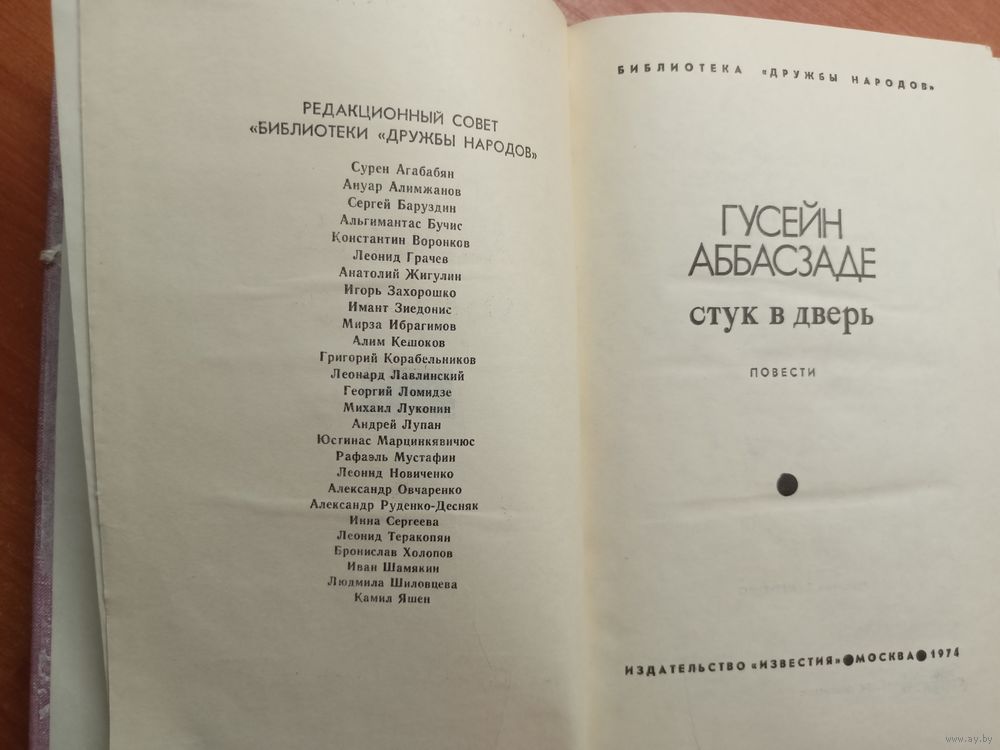 РЕДАКЦИОННЫЙ СОВЕТ
«БИБЛИОТЕКИ «ДРУЖБЫ НАРОДОВ»
Сурен Агабабян
Ануар Алимжанов
Сергей Баруздин
Альгимантас Бучис
Константин Воронков
Леонид Грачев
Анатолий Жигулин
Игорь Захорошко
Имант Зиедонис
Мирза Ибрагимов
Алим Кешоков
Григорий Корабельников
Леонард Лавлинский
Георгий Ломидзе
Михаил Луконин
Андрей Лупан
Юстинас Марцинкявичюс
Рафаэль Мустафин
Леонид Новиченко
Александр Овчаренко
Александр Руденко-Десняк
Инна Сергеева
Леонид Теракопян
Бронислав Холопов
Иван Шамякин
Людмила Шиловцева
Камил Яшен
БИБЛИОТЕКА «ДРУЖБЫ НАРОДОВ»
ГУСЕЙН
АББАСЗАДЕ
стук в дверь
ПОВЕСТИ
ИЗДАТЕЛЬСТВО «ИЗВЕСТИЯ» ● МОСКВА ● 1974
www.ay.by